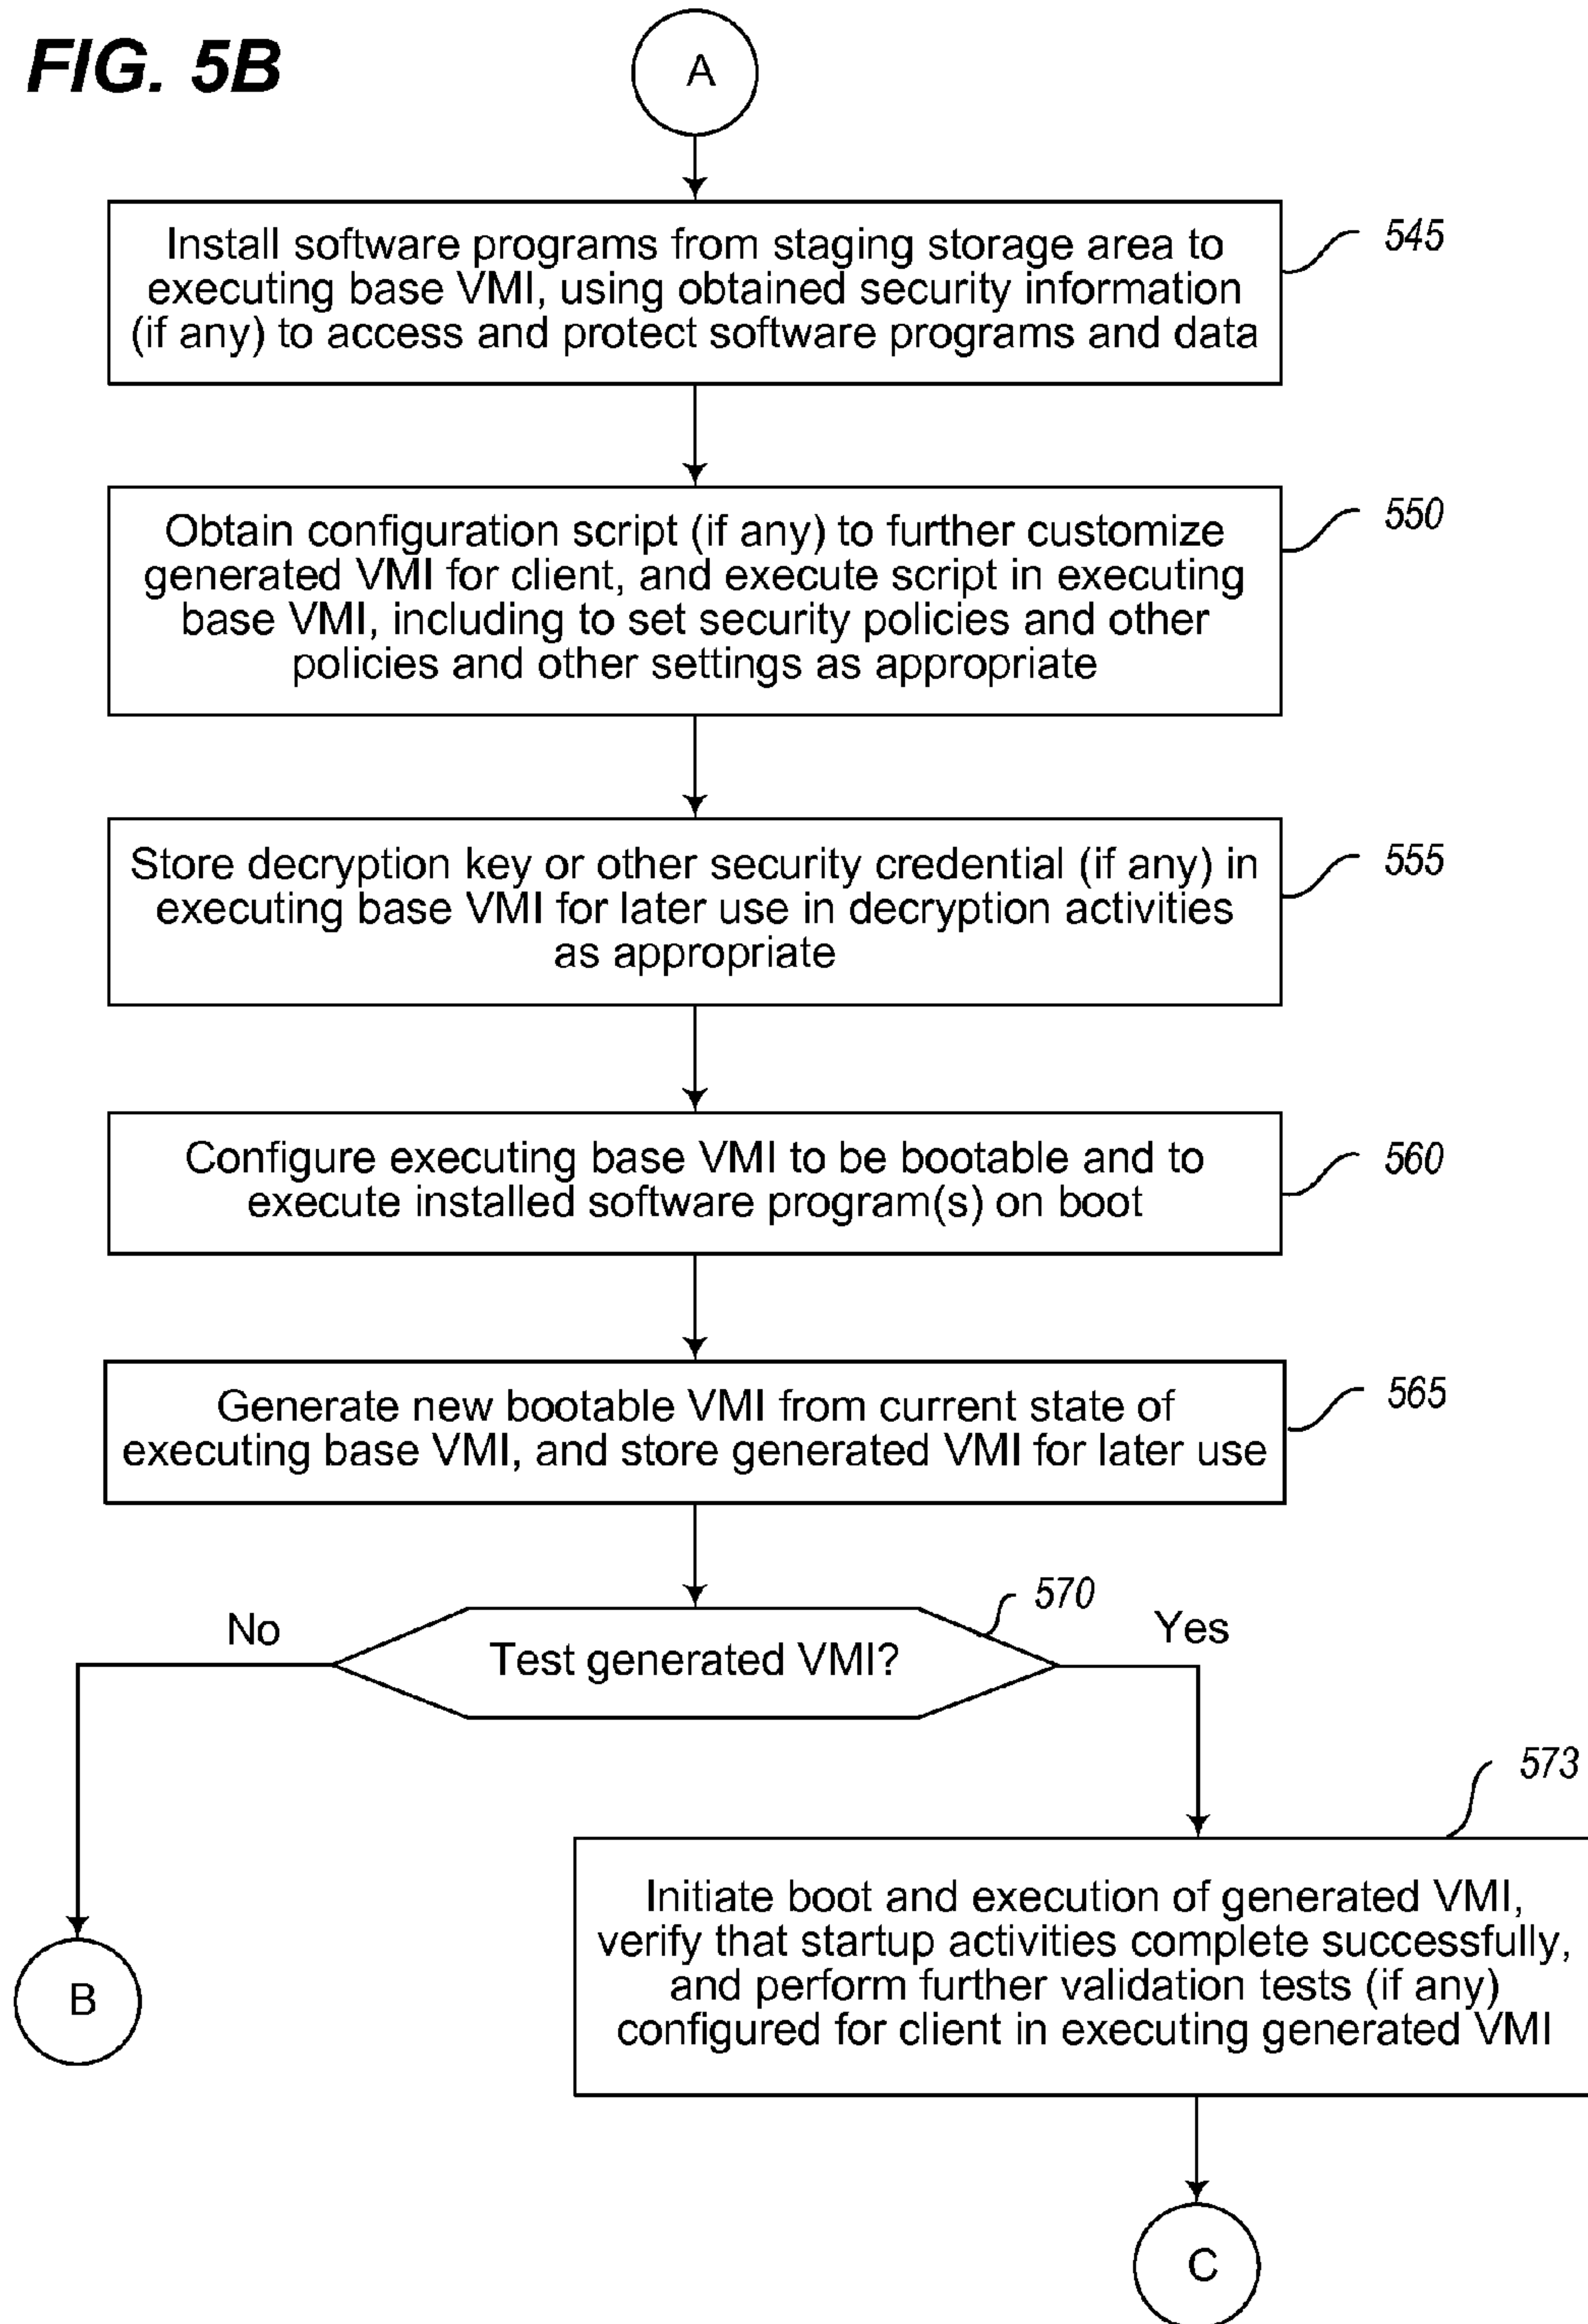 FIG. 5B
A
Install software programs from staging storage area to
executing base VMI, using obtained security information
(if any) to access and protect software programs and data
545
Obtain configuration script (if any) to further customize
generated VMI for client, and execute script in executing
base VMI, including to set security policies and other
policies and other settings as appropriate
550
Store decryption key or other security credential (if any) in
executing base VMI for later use in decryption activities
as appropriate
555
Configure executing base VMI to be bootable and to
execute installed software program(s) on boot
560
Generate new bootable VMI from current state of
executing base VMI, and store generated VMI for later use
565
570
No
Test generated VMI?
Yes
573
Initiate boot and execution of generated VMI,
verify that startup activities complete successfully,
and perform further validation tests (if any)
configured for client in executing generated VMI
B
C